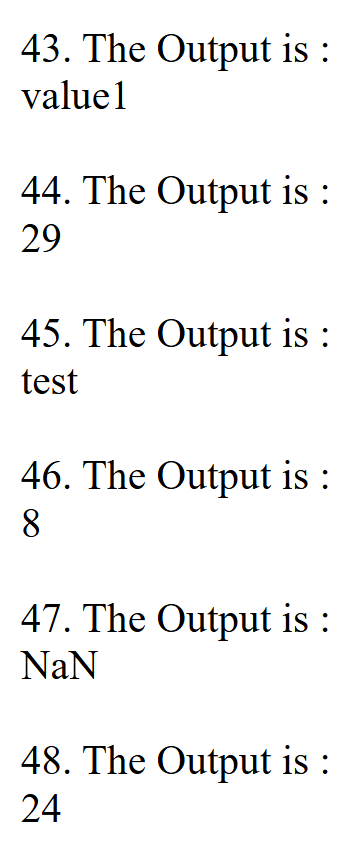 43. The Output is :
value1
44. The Output is :
29
45. The Output is :
test
46. The Output is :
8
47. The Output is :
NaN
48. The Output is :
24